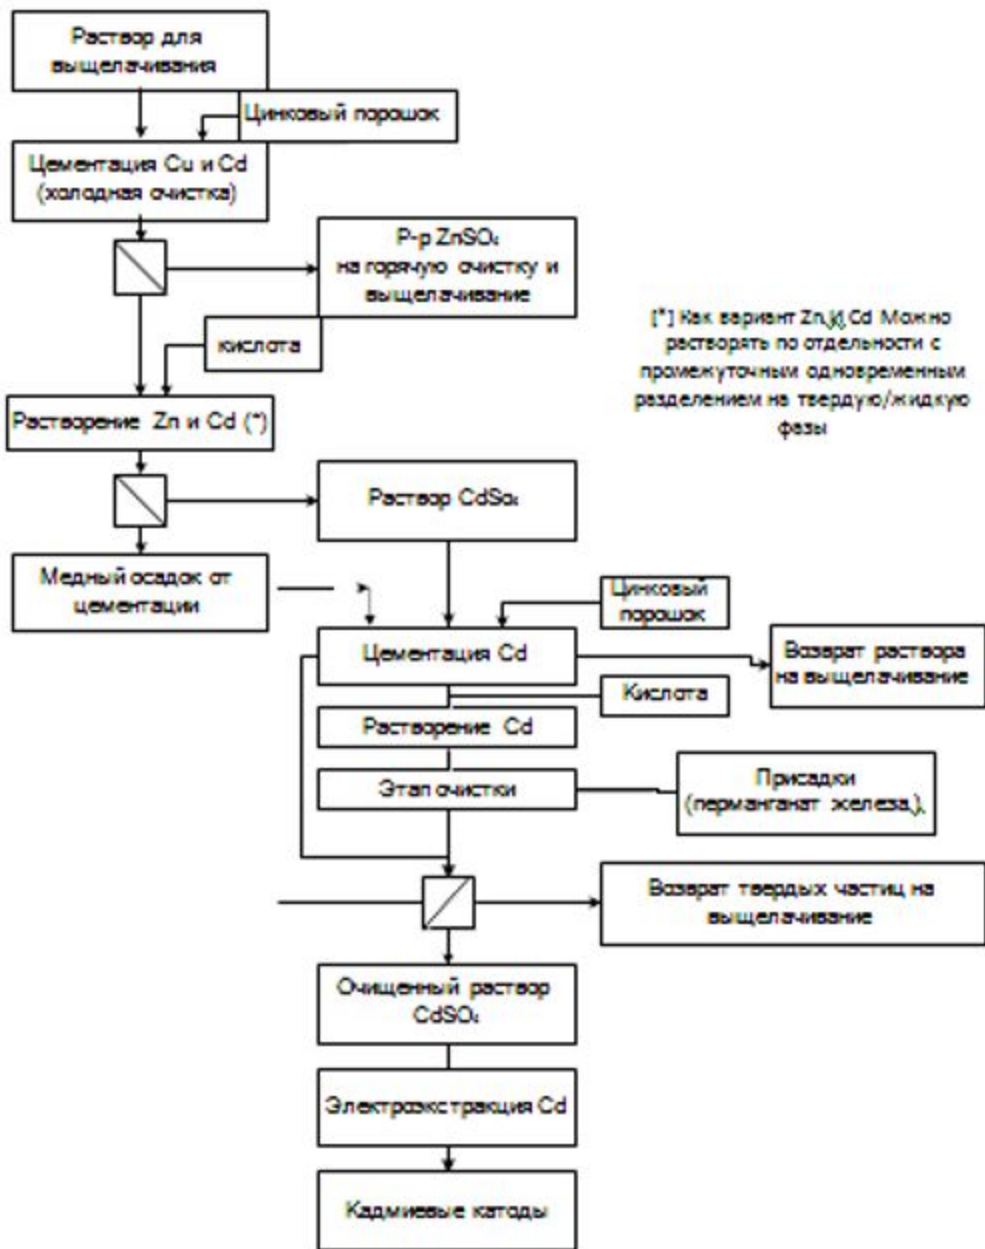 Раствор для
выщелачивания
Цинковый порошок
Цементация Cu и Cd
(холодная очистка)
Р-р ZnSO₄
на горячую очистку и
выщелачивание
[*] Как вариант Zn и Cd Можно
растворять по отдельности с
промежуточным одновременным
разделением на твердую/жидкую
фазы
кислота
Растворение Zn и Cd (*)
Раствор CdSo₄
Медный осадок от
цементации
Цинковый
порошок
Цементация Cd
Возврат раствора
на выщелачивание
Кислота
Растворение Cd
Этап очистки
Присадки
(перманганат железа,).
Возврат твердых частиц на
выщелачивание
Очищенный раствор
CdSO₄
Электроэкстракция Cd
Кадмиевые катоды